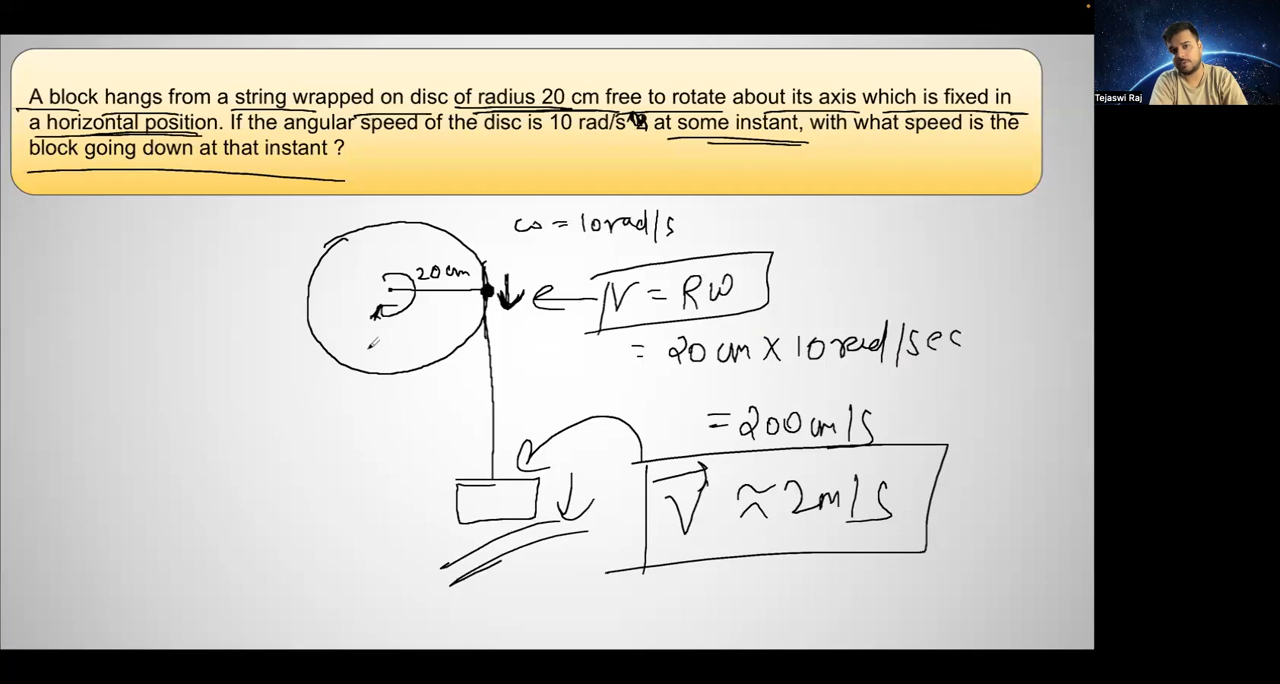 A block hangs from a string wrapped on disc of radius 20 cm free to rotate about its axis which is fixed in
a horizontal position. If the angular speed of the disc is 10 rad/s at some instant, with what speed is the
block going down at that instant ?
Tejaswi Raj
ω = 10 rad/s
20 cm
V = Rω
= 20 cm × 10 rad/sec
= 200 cm/s
V ≈ 2m/s